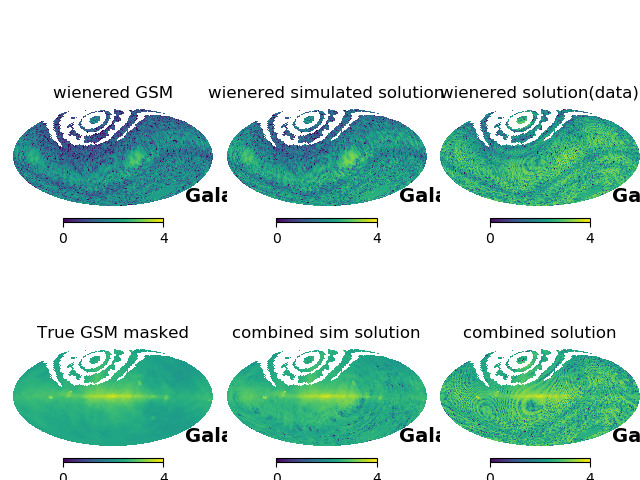 wienered GSM wienered simulated solution wienered solution(data)
Gala Gala Ga
0 4 0 4 0 4
True GSM masked combined sim solution combined solution
Gala Gala Ga
0 4 0 4 0 4